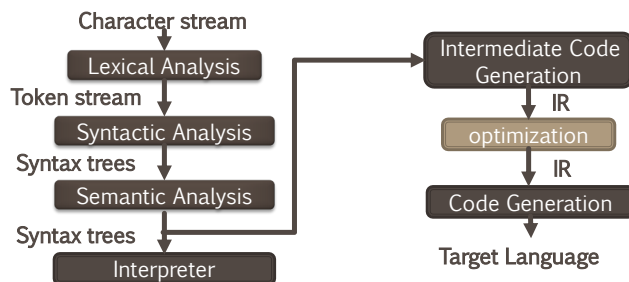 Character stream
Lexical Analysis
Token stream
Syntactic Analysis
Syntax trees
Semantic Analysis
Syntax trees
Interpreter
Intermediate Code
Generation
IR
optimization
IR
Code Generation
Target Language